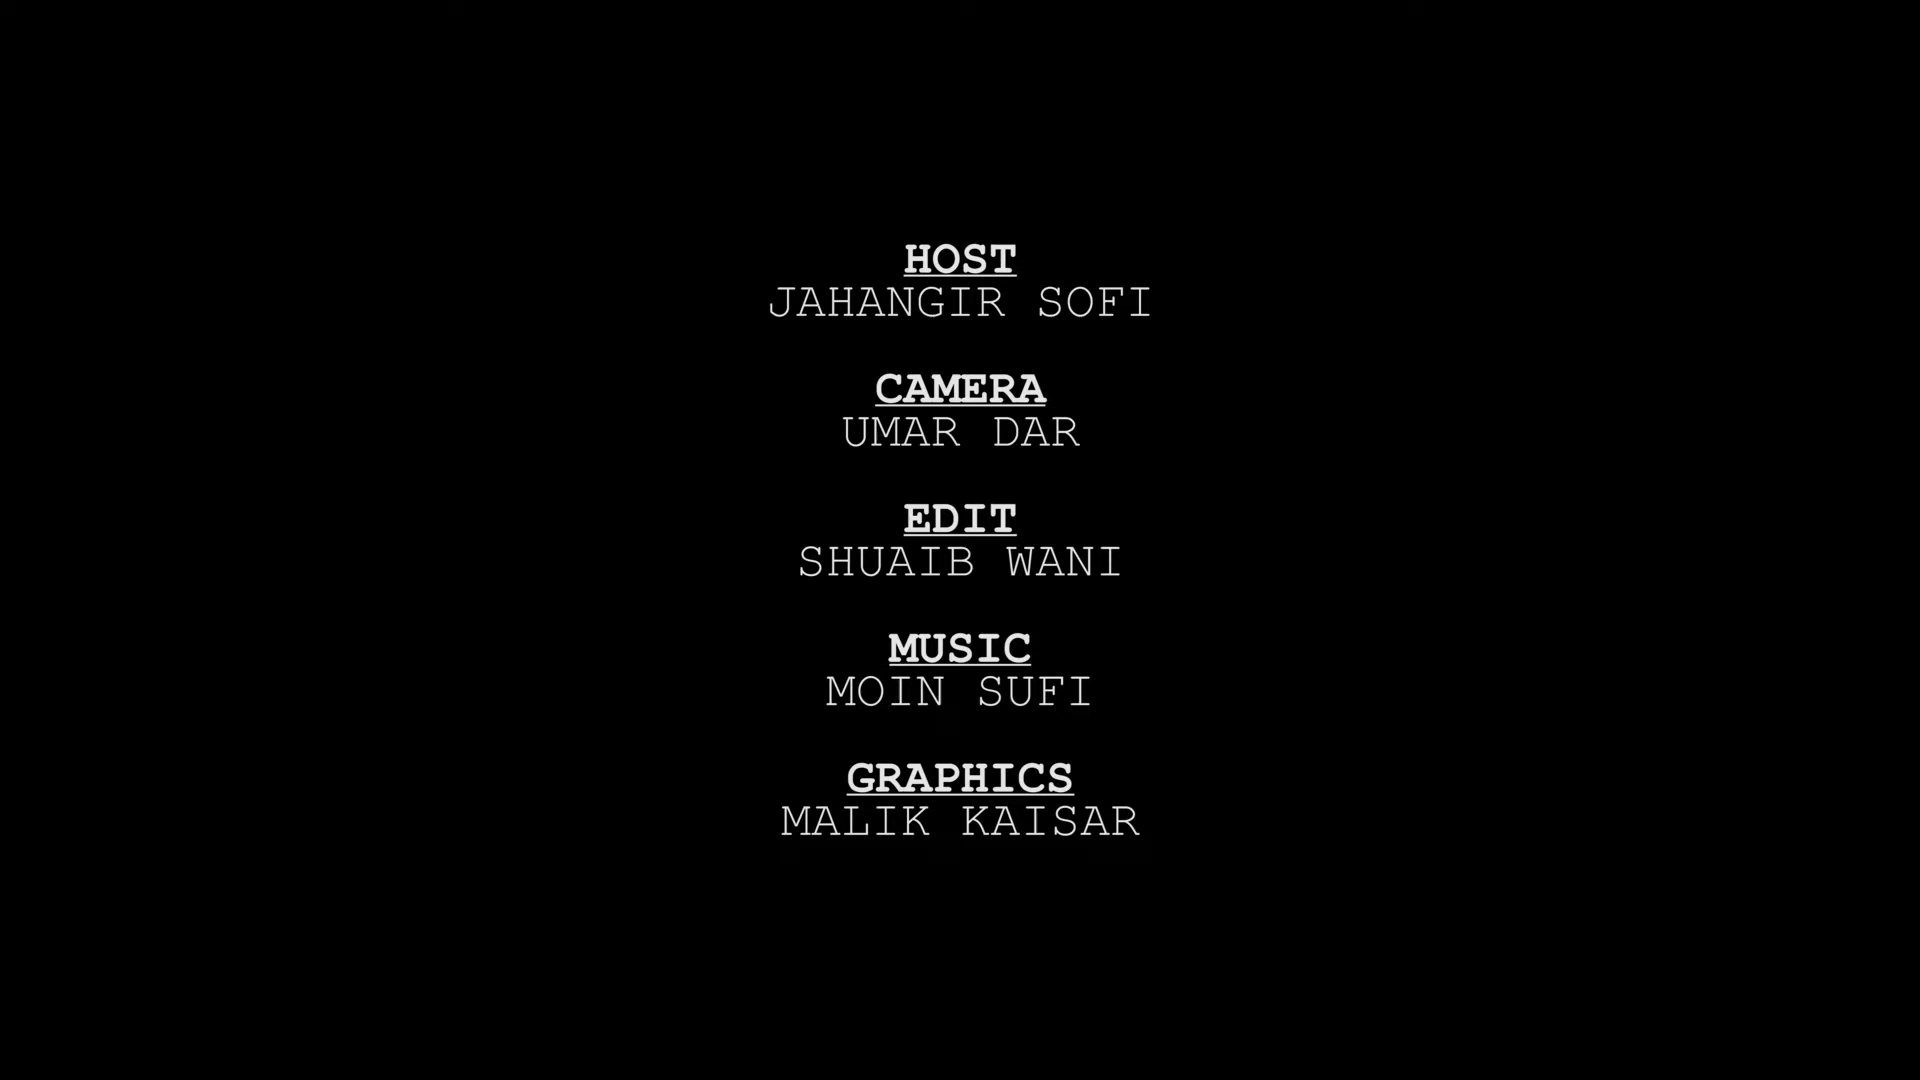 HOST
JAHANGIR SOFI
CAMERA
UMAR DAR
EDIT
SHUAIB WANI
MUSIC
MOIN SUFI
GRAPHICS
MALIK KAISAR